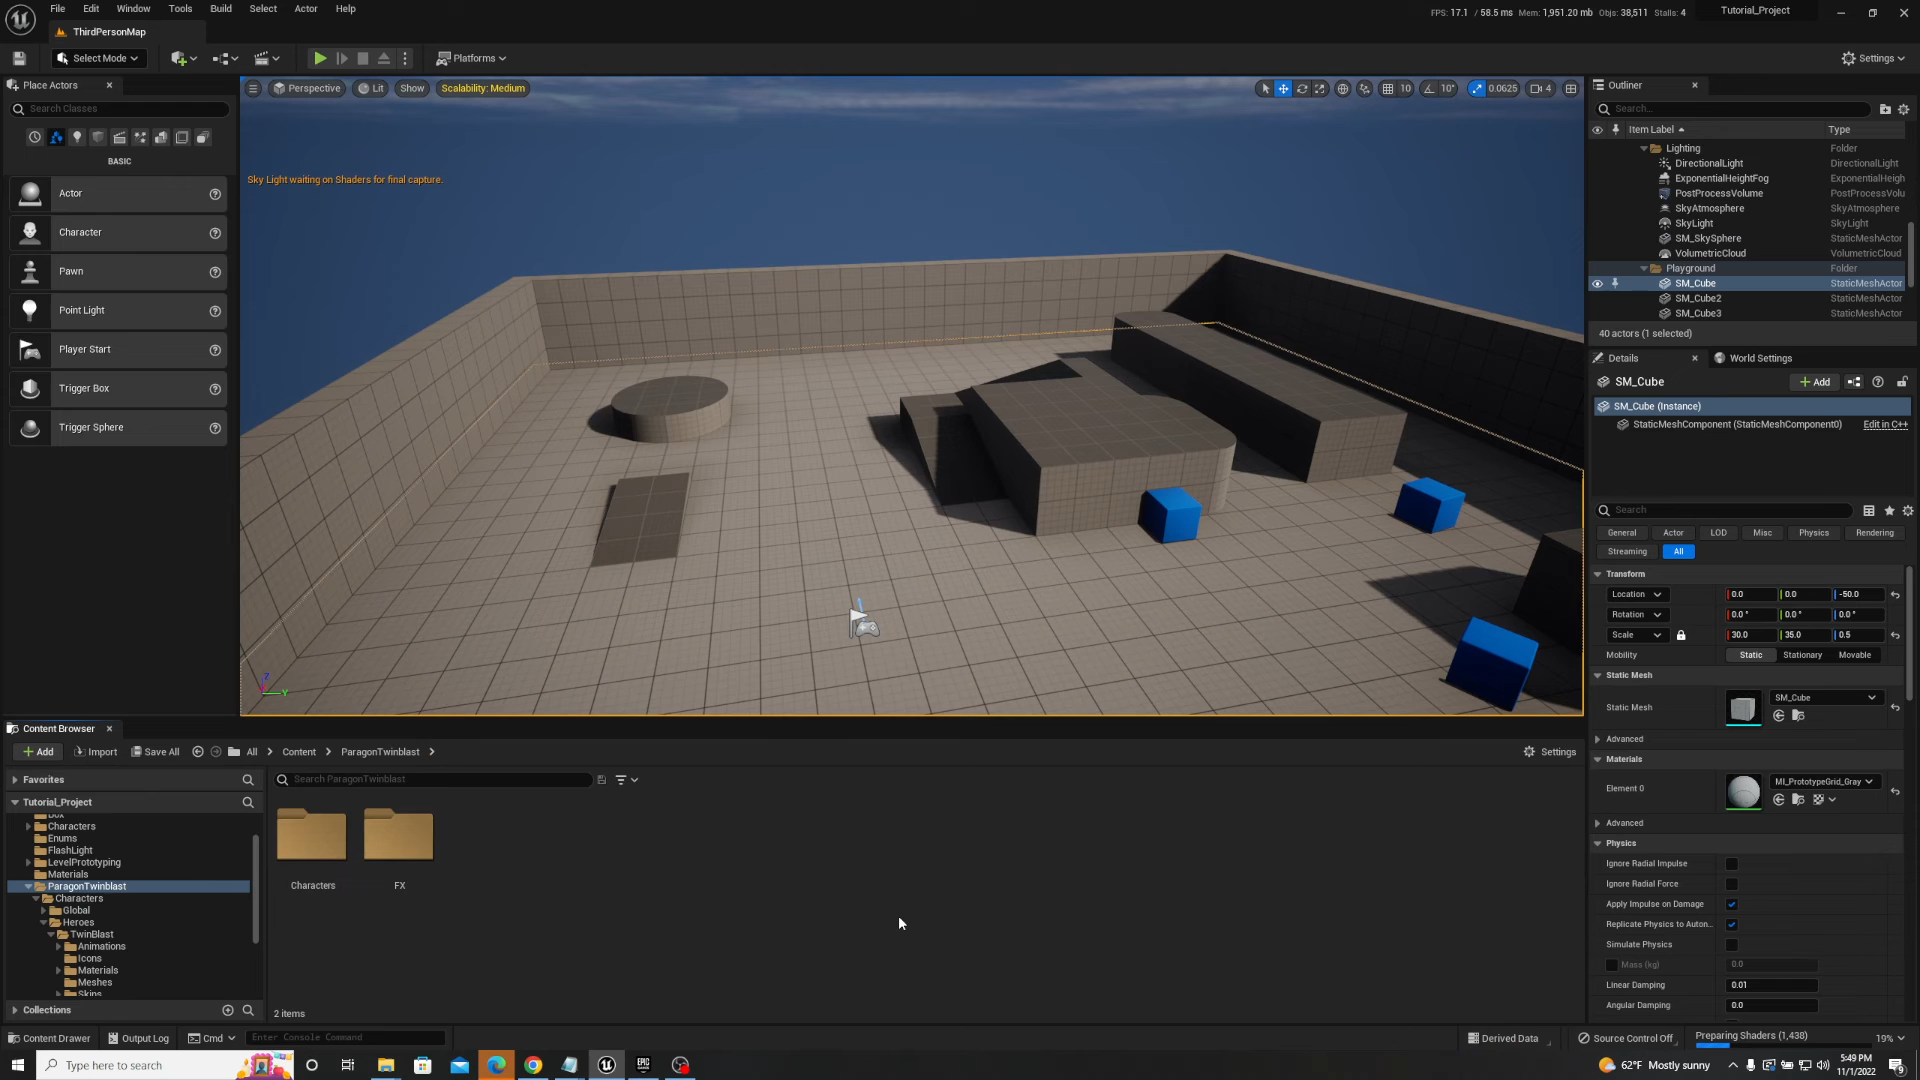 File Edit Window Tools Build Select Actor Help
FPS: 17.1 / 58.5 ms Mem: 1,951.20 mb Objs: 38,511 Stalls: 4
Tutorial_Project
ThirdPersonMap
Select Mode
Platforms
Settings
Place Actors
Search Classes
BASIC
Actor
Character
Pawn
Point Light
Player Start
Trigger Box
Trigger Sphere
Perspective Lit Show Scalability: Medium
10 10° 0.0625 4
Sky Light waiting on Shaders for final capture.
Z
Y
Outliner
Search...
Item Label Type
Lighting Folder
DirectionalLight DirectionalLight
ExponentialHeightFog ExponentialHeigh
PostProcessVolume PostProcessVolu
SkyAtmosphere SkyAtmosphere
SkyLight SkyLight
SM_SkySphere StaticMeshActor
VolumetricCloud VolumetricCloud
Playground Folder
SM_Cube StaticMeshActor
SM_Cube2 StaticMeshActor
SM_Cube3 StaticMeshActor
40 actors (1 selected)
Details World Settings
SM_Cube Add
SM_Cube (Instance)
StaticMeshComponent (StaticMeshComponent0) Edit in C++
Search
General Actor LOD Misc Physics Rendering
Streaming All
Transform
Location 0.0 0.0 -50.0
Rotation 0.0 ° 0.0 ° 0.0 °
Scale 30.0 35.0 0.5
Mobility Static Stationary Movable
Static Mesh
Static Mesh SM_Cube
Advanced
Materials
Element 0 MI_PrototypeGrid_Gray
Advanced
Physics
Ignore Radial Impulse
Ignore Radial Force
Apply Impulse on Damage
Replicate Physics to Auton...
Simulate Physics
Mass (kg) 0.0
Linear Damping 0.01
Angular Damping 0.0
Content Browser
Add Import Save All All Content ParagonTwinblast Settings
Favorites
Search ParagonTwinblast
Tutorial_Project
Box
Characters
Enums
FlashLight
LevelPrototyping
Materials
ParagonTwinblast
Characters
Global
Heroes
TwinBlast
Animations
Icons
Materials
Meshes
Skins
Collections
Characters FX
2 items
Content Drawer Output Log Cmd Enter Console Command
Derived Data Source Control Off Preparing Shaders (1,438) 19%
Type here to search
EPIC
GAMES
62°F Mostly sunny
5:49 PM
11/1/2022
9